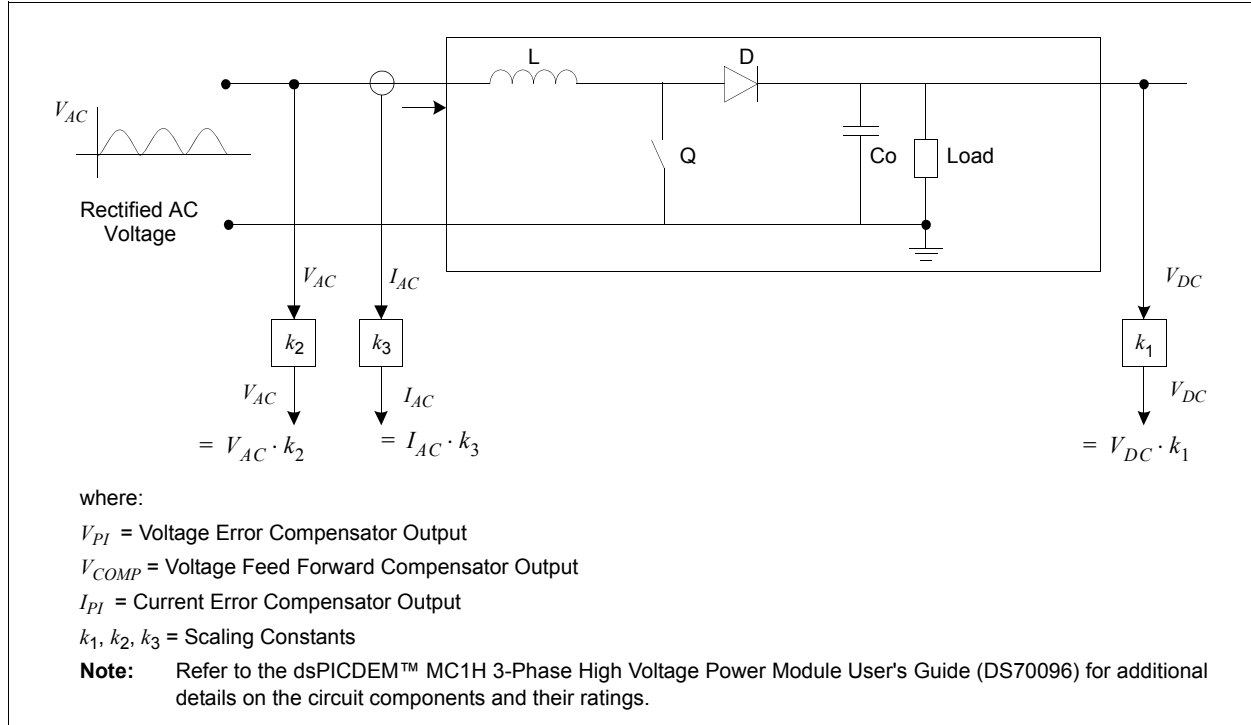 L
D
V_AC
Q
Co
Load
Rectified AC
Voltage
V_AC
I_AC
V_DC
k_2
k_3
k_1
V_AC
I_AC
V_DC
= V_AC · k_2
= I_AC · k_3
= V_DC · k_1
where:
V_PI = Voltage Error Compensator Output
V_COMP = Voltage Feed Forward Compensator Output
I_PI = Current Error Compensator Output
k_1, k_2, k_3 = Scaling Constants
Note: Refer to the dsPICDEM™ MC1H 3-Phase High Voltage Power Module User's Guide (DS70096) for additional
details on the circuit components and their ratings.